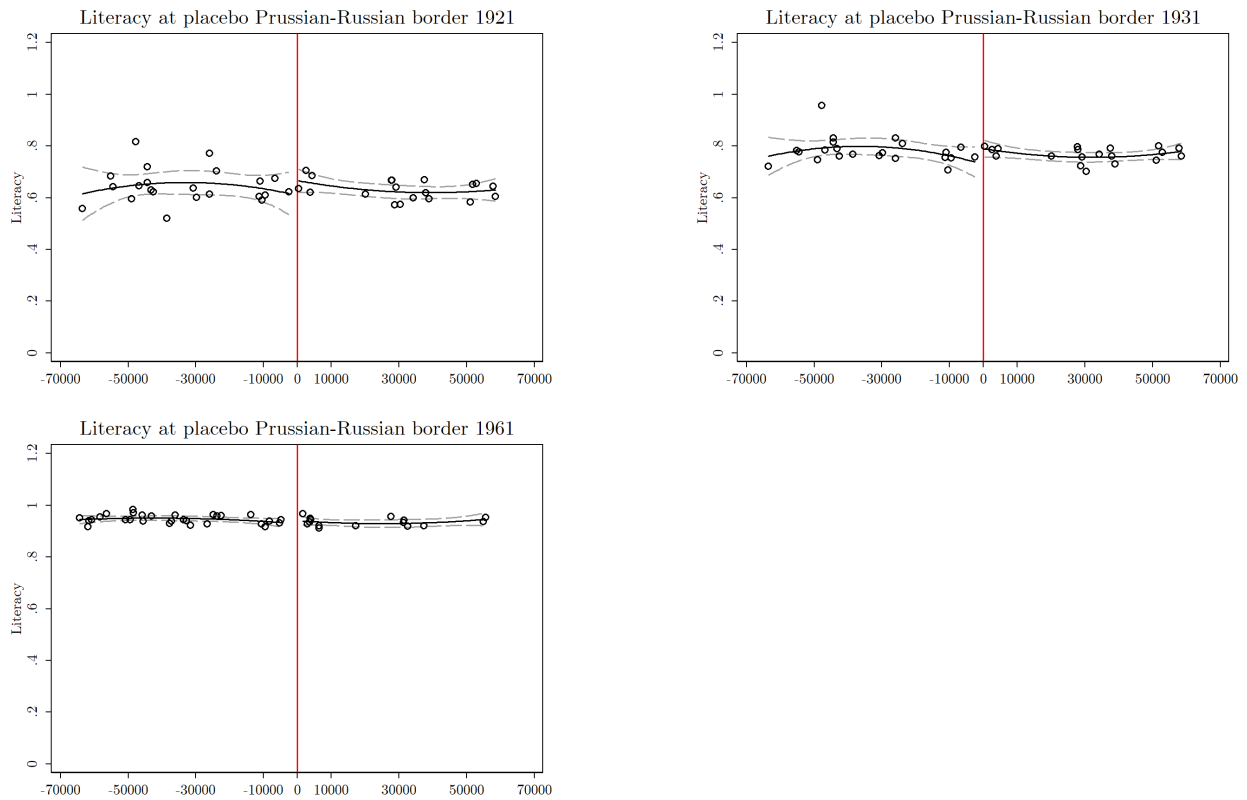 Literacy at placebo Prussian-Russian border 1921
Literacy
0 .2 .4 .6 .8 1 1.2
-70000 -50000 -30000 -10000 0 10000 30000 50000 70000
Literacy at placebo Prussian-Russian border 1931
Literacy
0 .2 .4 .6 .8 1 1.2
-70000 -50000 -30000 -10000 0 10000 30000 50000 70000
Literacy at placebo Prussian-Russian border 1961
Literacy
0 .2 .4 .6 .8 1 1.2
-70000 -50000 -30000 -10000 0 10000 30000 50000 70000